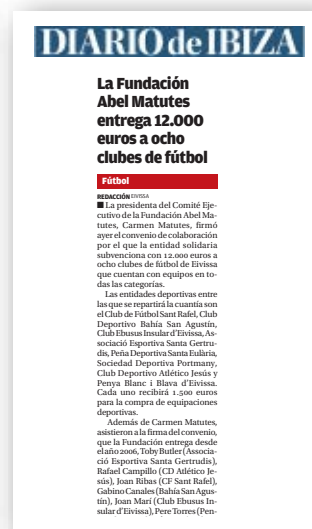 DIARIO de IBIZA
La Fundación
Abel Matutes
entrega 12.000
euros a ocho
clubes de fútbol
Fútbol
REDACCIÓN EIVISSA
■ La presidenta del Comité Eje-
cutivo de la Fundación Abel Ma-
tutes, Carmen Matutes, firmó
ayer el convenio de colaboración
por el que la entidad solidaria
subvenciona con 12.000 euros a
ocho clubes de fútbol de Eivissa
que cuentan con equipos en to-
das las categorías.
Las entidades deportivas entre
las que se repartirá la cuantía son
el Club de Fútbol Sant Rafel, Club
Deportivo Bahía San Agustín,
Club Ebusus Insular d'Eivissa, As-
sociació Esportiva Santa Gertru-
dis, Peña Deportiva Santa Eulària,
Sociedad Deportiva Portmany,
Club Deportivo Atlético Jesús y
Penya Blanc i Blava d'Eivissa.
Cada uno recibirá 1.500 euros
para la compra de equipaciones
deportivas.
Además de Carmen Matutes,
asistieron a la firma del convenio,
que la Fundación entrega desde
el año 2006, Toby Butler (Associa-
ció Esportiva Santa Gertrudis),
Rafael Campillo (CD Atlético Je-
sús), Joan Ribas (CF Sant Rafel),
Gabino Canales (Bahía San Agus-
tín), Joan Marí (Club Ebusus In-
sular d'Eivissa), Pere Torres (Pen-